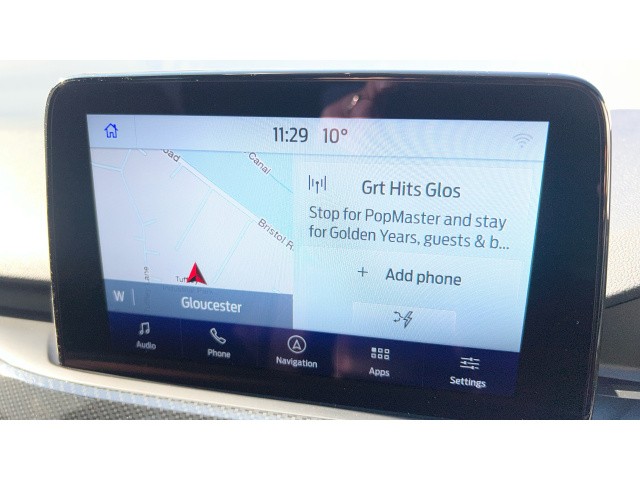 11:29 10°
Canal
Bristol R
Grt Hits Glos
Stop for PopMaster and stay
for Golden Years, guests & b...
+ Add phone
W
Gloucester
Audio
Phone
Navigation
Apps
Settings